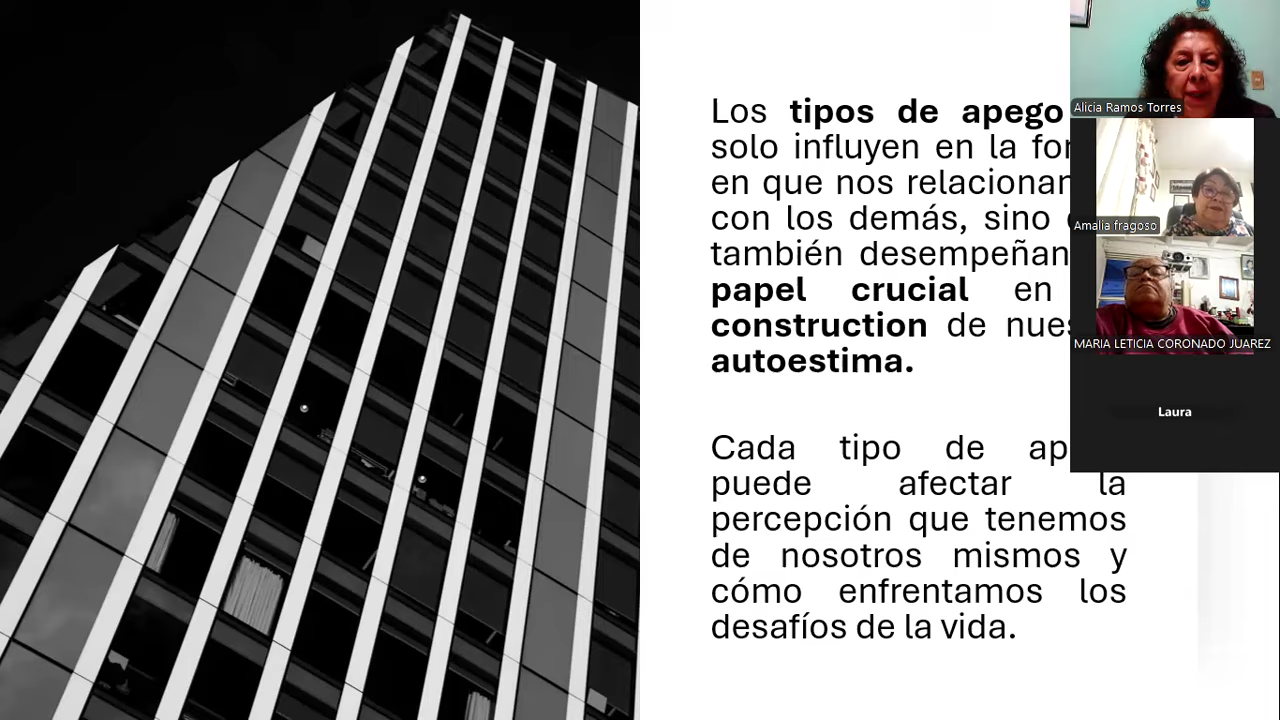 Los tipos de apego
solo influyen en la
en que nos
con los demás, sino
también desempeñan
papel crucial en
construction de
autoestima.
Cada tipo de
puede afectar la
percepción que tenemos
de nosotros mismos y
cómo enfrentamos los
desafíos de la vida.
Alicia Ramos Torres
Amalia fragoso
MARIA LETICIA CORONADO JUAREZ
Laura